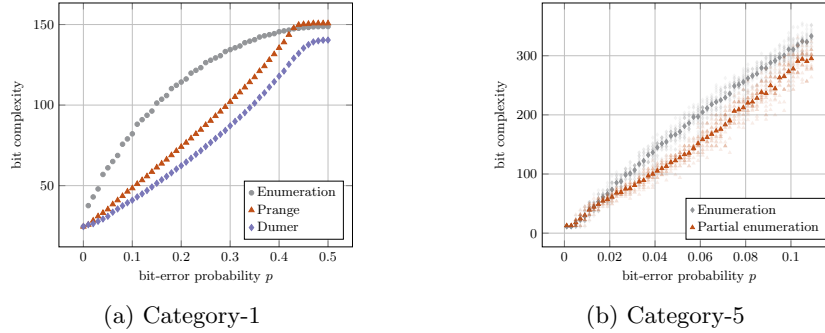 150
100
50
bit complexity
Enumeration
Prange
Dumer
0 0.1 0.2 0.3 0.4 0.5
bit-error probability p
(a) Category-1
300
200
100
0
bit complexity
Enumeration
Partial enumeration
0.02 0.04 0.06 0.08 0.1
bit-error probability p
(b) Category-5